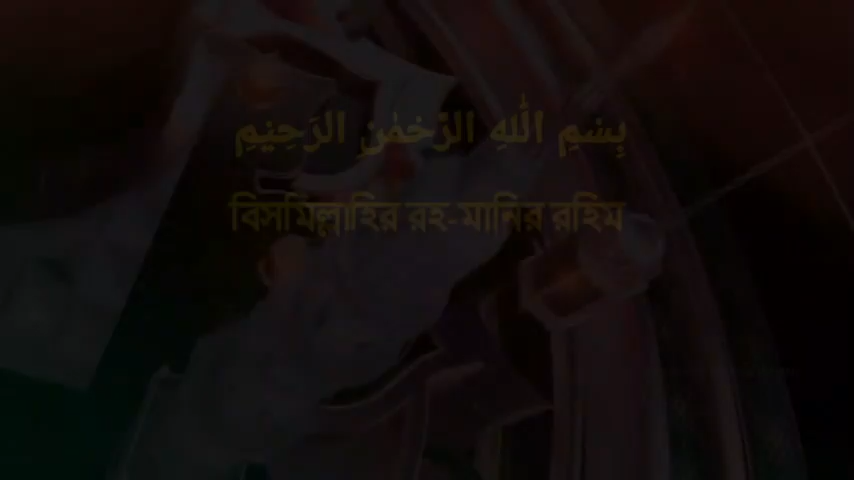 بِسْمِ اللّٰهِ الرَّحْمٰنِ الرَّحِيْمِ
বিসমিল্লাহির রহ-মানির রহিম